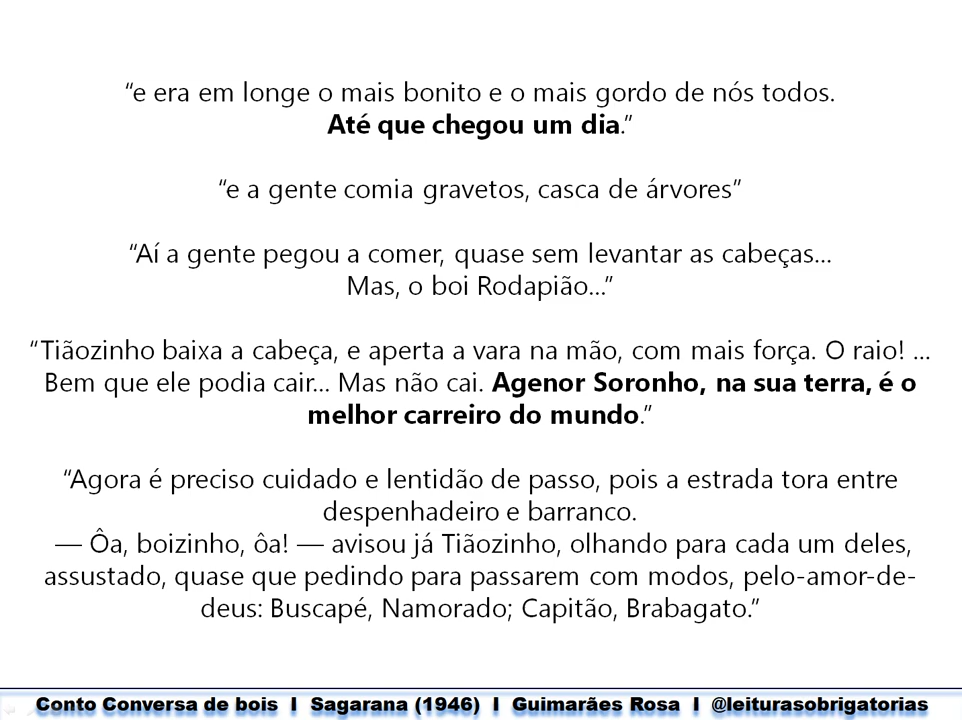 “e era em longe o mais bonito e o mais gordo de nós todos.
Até que chegou um dia.”
“e a gente comia gravetos, casca de árvores”
“Aí a gente pegou a comer, quase sem levantar as cabeças...
Mas, o boi Rodapião...”
“Tiãozinho baixa a cabeça, e aperta a vara na mão, com mais força. O raio! ...
Bem que ele podia cair... Mas não cai. Agenor Soronho, na sua terra, é o
melhor carreiro do mundo.”
“Agora é preciso cuidado e lentidão de passo, pois a estrada tora entre
despenhadeiro e barranco.
— Ôa, boizinho, ôa! — avisou já Tiãozinho, olhando para cada um deles,
assustado, quase que pedindo para passarem com modos, pelo-amor-de-
deus: Buscapé, Namorado; Capitão, Brabagato.”
Conto Conversa de bois I Sagarana (1946) I Guimarães Rosa I @leiturasobrigatorias